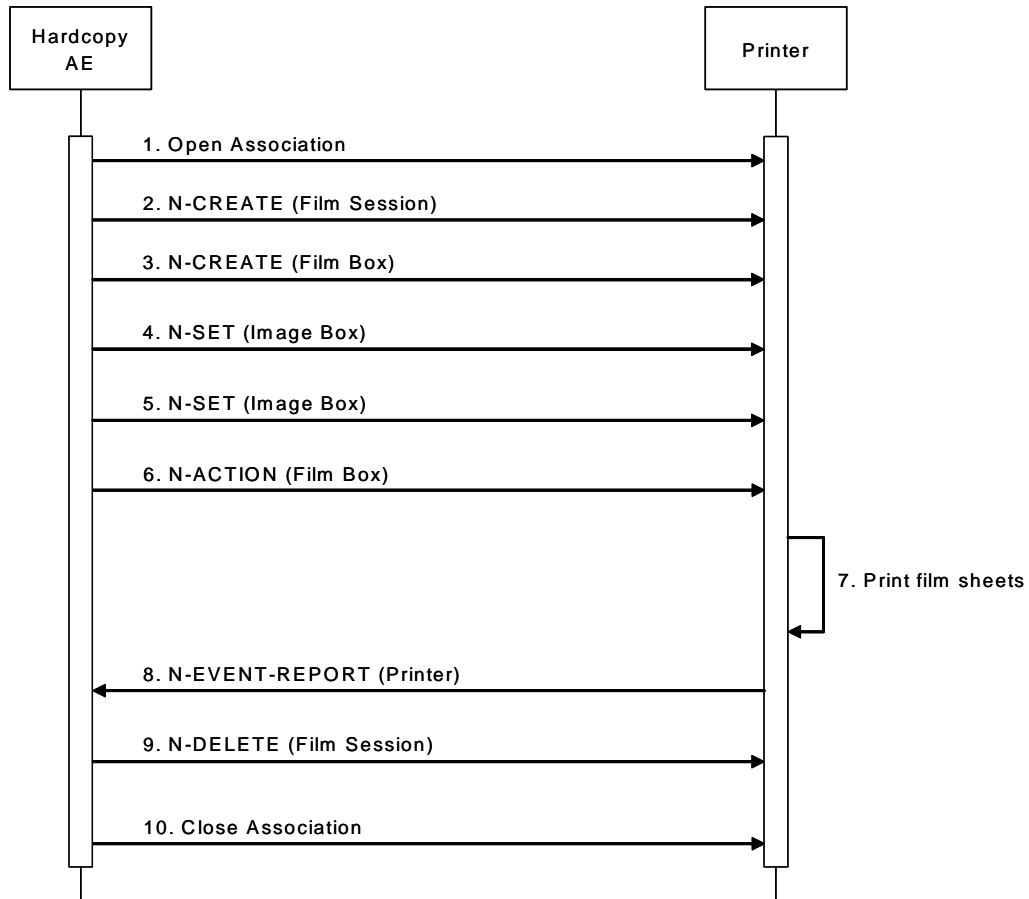 Hardcopy
AE
Printer
1. Open Association
2. N-CREATE (Film Session)
3. N-CREATE (Film Box)
4. N-SET (Image Box)
5. N-SET (Image Box)
6. N-ACTION (Film Box)
7. Print film sheets
8. N-EVENT-REPORT (Printer)
9. N-DELETE (Film Session)
10. Close Association